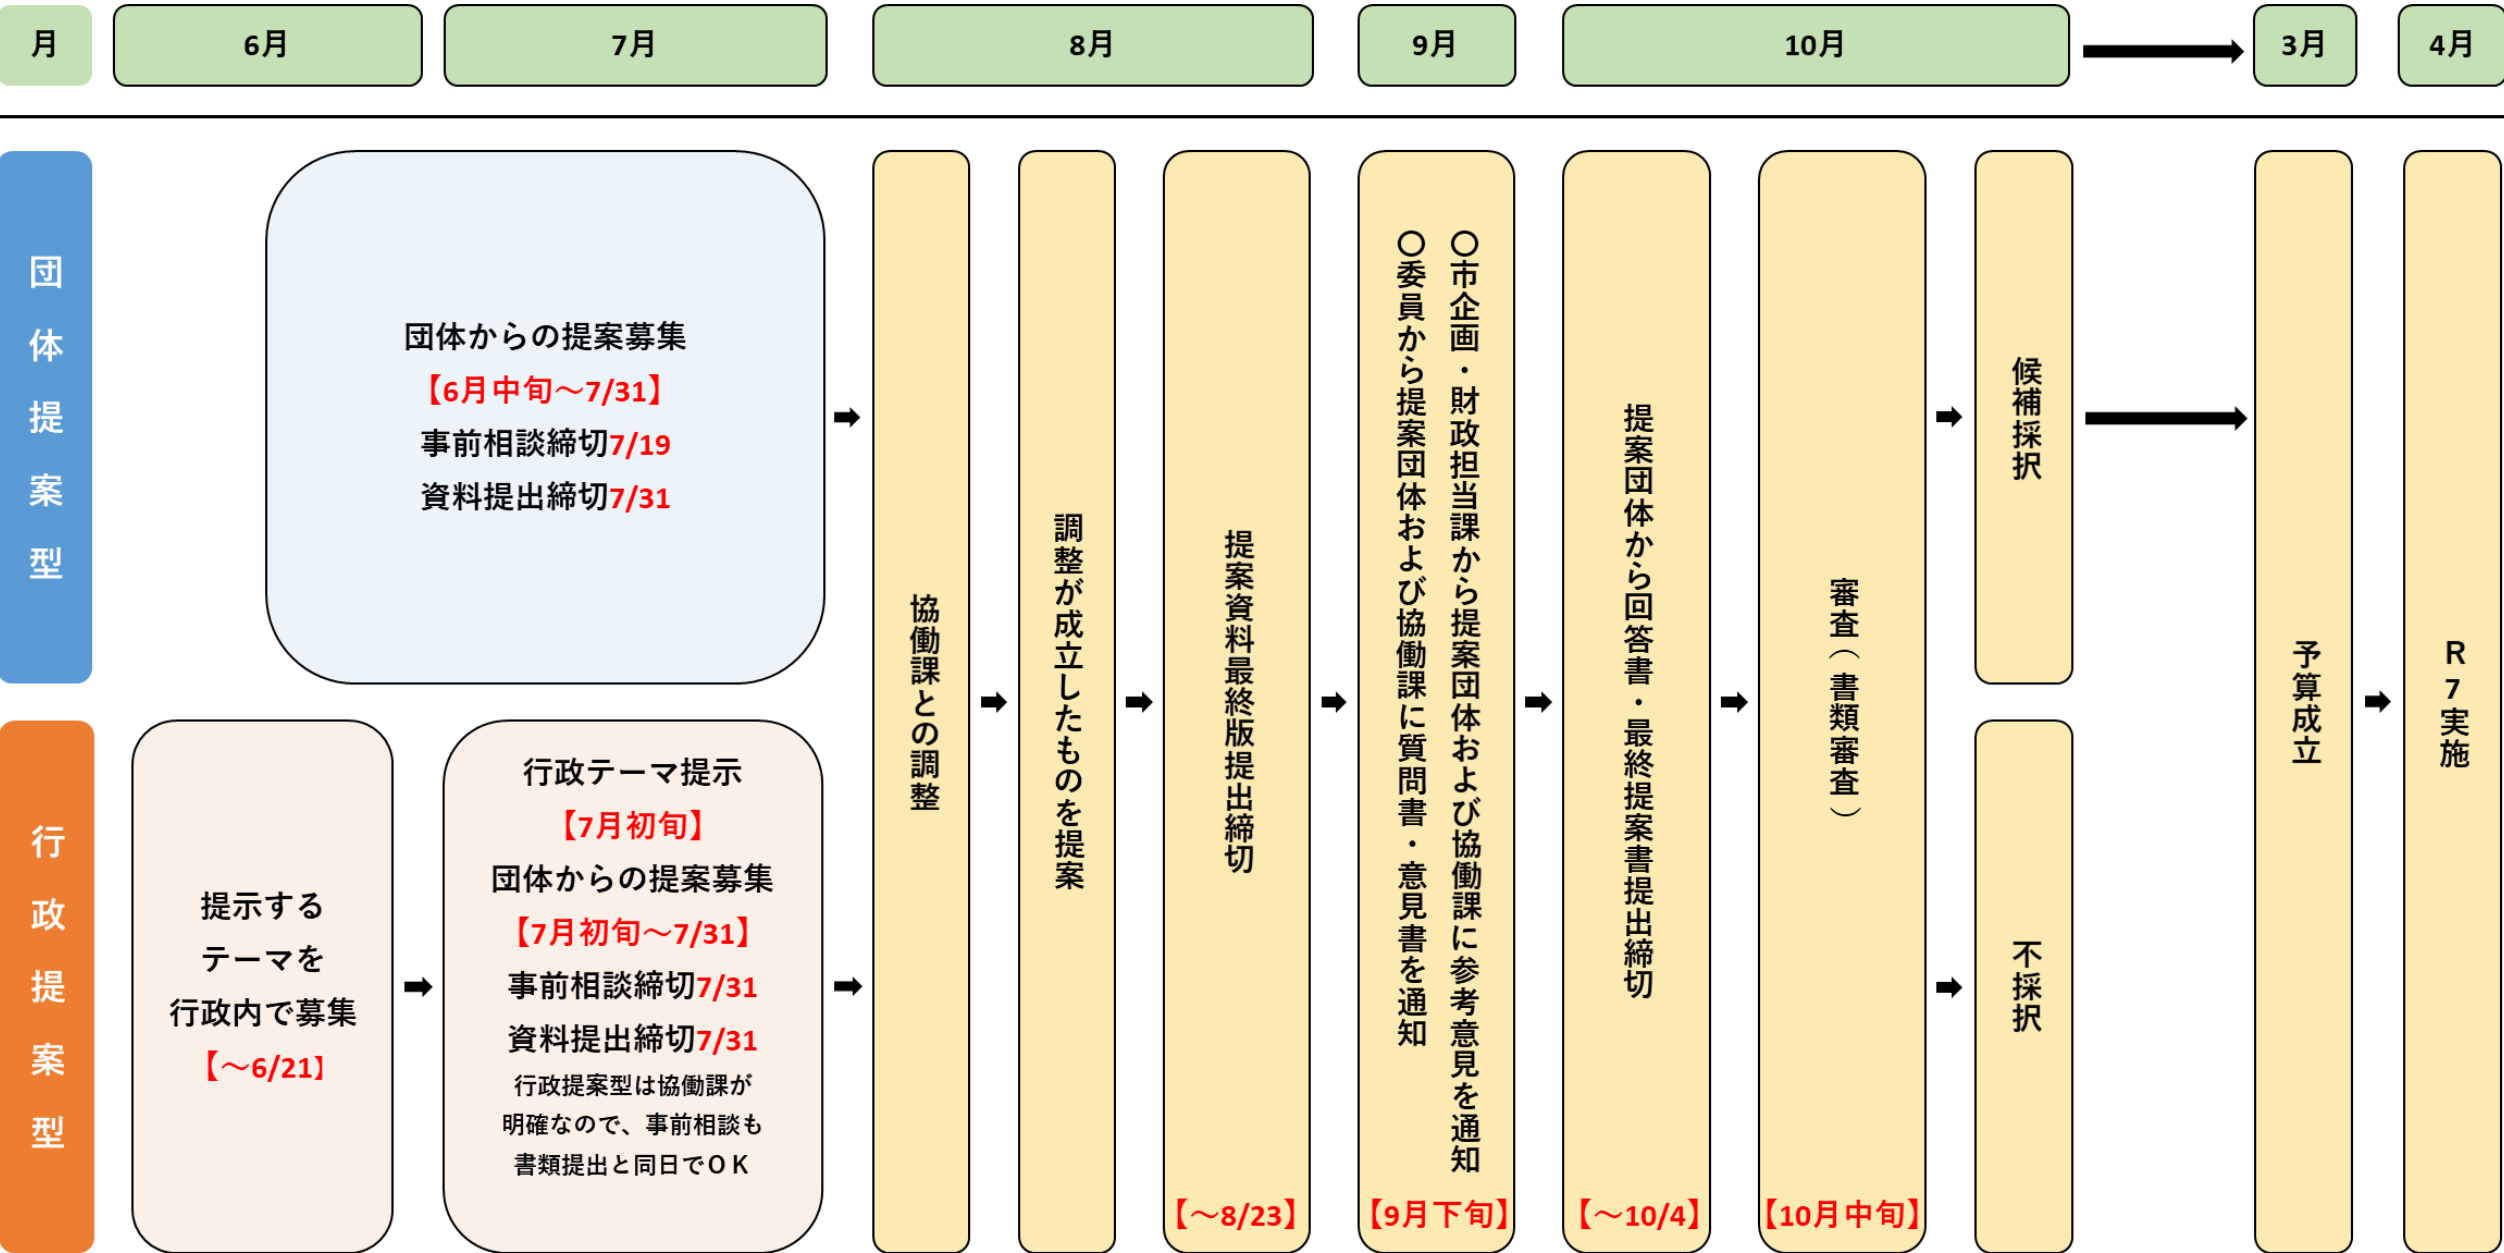 月
6月
7月
8月
9月
10月
3月
4月
団体提案型
団体からの提案募集
【6月中旬～7/31】
事前相談締切7/19
資料提出締切7/31
行政提案型
提示する
テーマを
行政内で募集
【～6/21】
行政テーマ提示
【7月初旬】
団体からの提案募集
【7月初旬～7/31】
事前相談締切7/31
資料提出締切7/31
行政提案型は協働課が
明確なので、事前相談も
書類提出と同日でＯＫ
協働課との調整
調整が成立したものを提案
提案資料最終版提出締切
【～8/23】
〇市企画・財政担当課から提案団体および協働課に参考意見を通知
〇委員から提案団体および協働課に質問書・意見書を通知
【9月下旬】
提案団体から回答書・最終提案書提出締切
【～10/4】
審査（書類審査）
【10月中旬】
候補採択
不採択
予算成立
Ｒ7実施